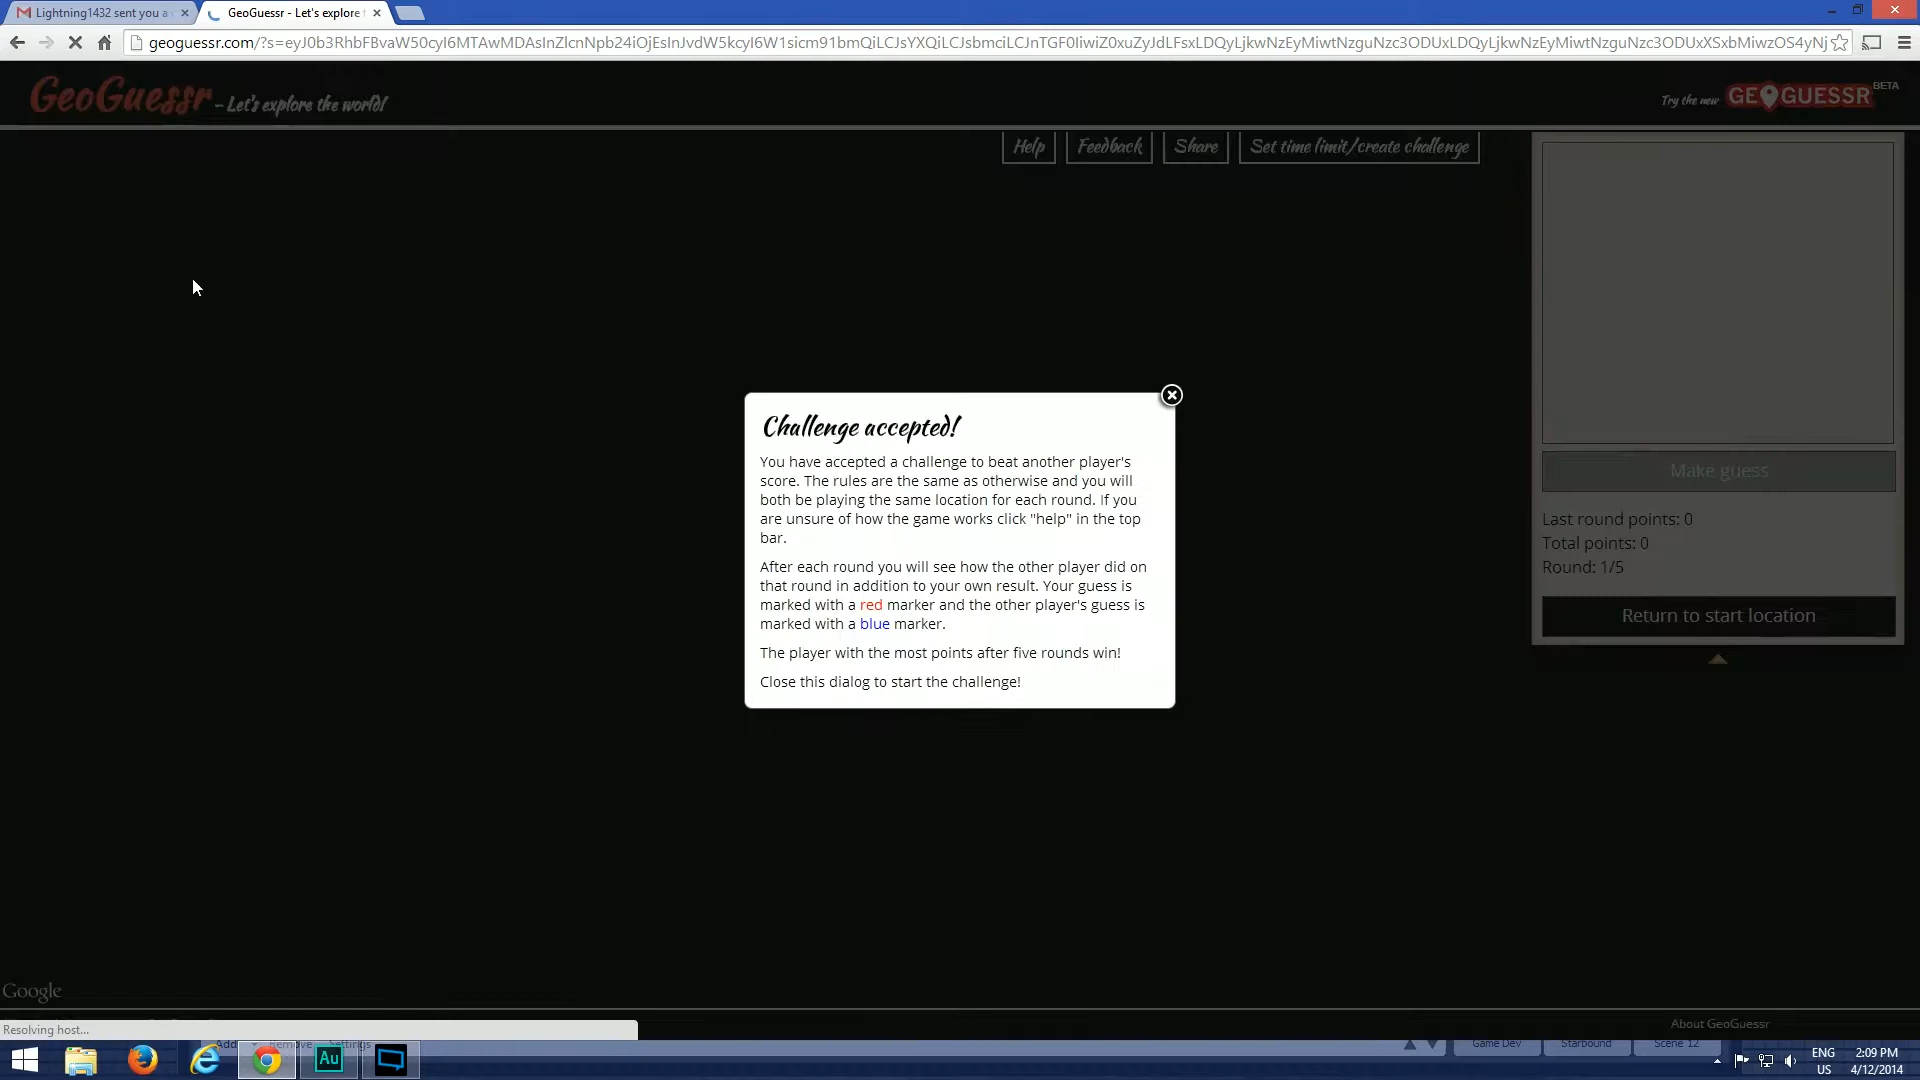 Lightning1432 sent you a
GeoGuessr - Let's explore
geoguessr.com/?s=eyJ0b3RhbFBvaW50cyI6MTAwMDAsInZlcnNpb24iOjEsInJvdW5kcyI6W1sicm91bmQiLCJsYXQiLCJsbmciLCJnTGF0IiwiZ0xuZyJdLFsxLDQyLjkwNzEyMiwtNzguNzc3ODUxLDQyLjkwNzEyMiwtNzguNzc3ODUxXSxbMiwzOS4yNj
GeoGuessr - Let's explore the world!
Try the new GEOGUESSR BETA
Help
Feedback
Share
Set time limit/create challenge
Challenge accepted!
You have accepted a challenge to beat another player's
score. The rules are the same as otherwise and you will
both be playing the same location for each round. If you
are unsure of how the game works click "help" in the top
bar.
After each round you will see how the other player did on
that round in addition to your own result. Your guess is
marked with a red marker and the other player's guess is
marked with a blue marker.
The player with the most points after five rounds win!
Close this dialog to start the challenge!
Make guess
Last round points: 0
Total points: 0
Round: 1/5
Return to start location
Google
Resolving host...
About GeoGuessr
Add
Remove
Settings
Game Dev
Starbound
Scene 12
Au
ENG
US
2:09 PM
4/12/2014